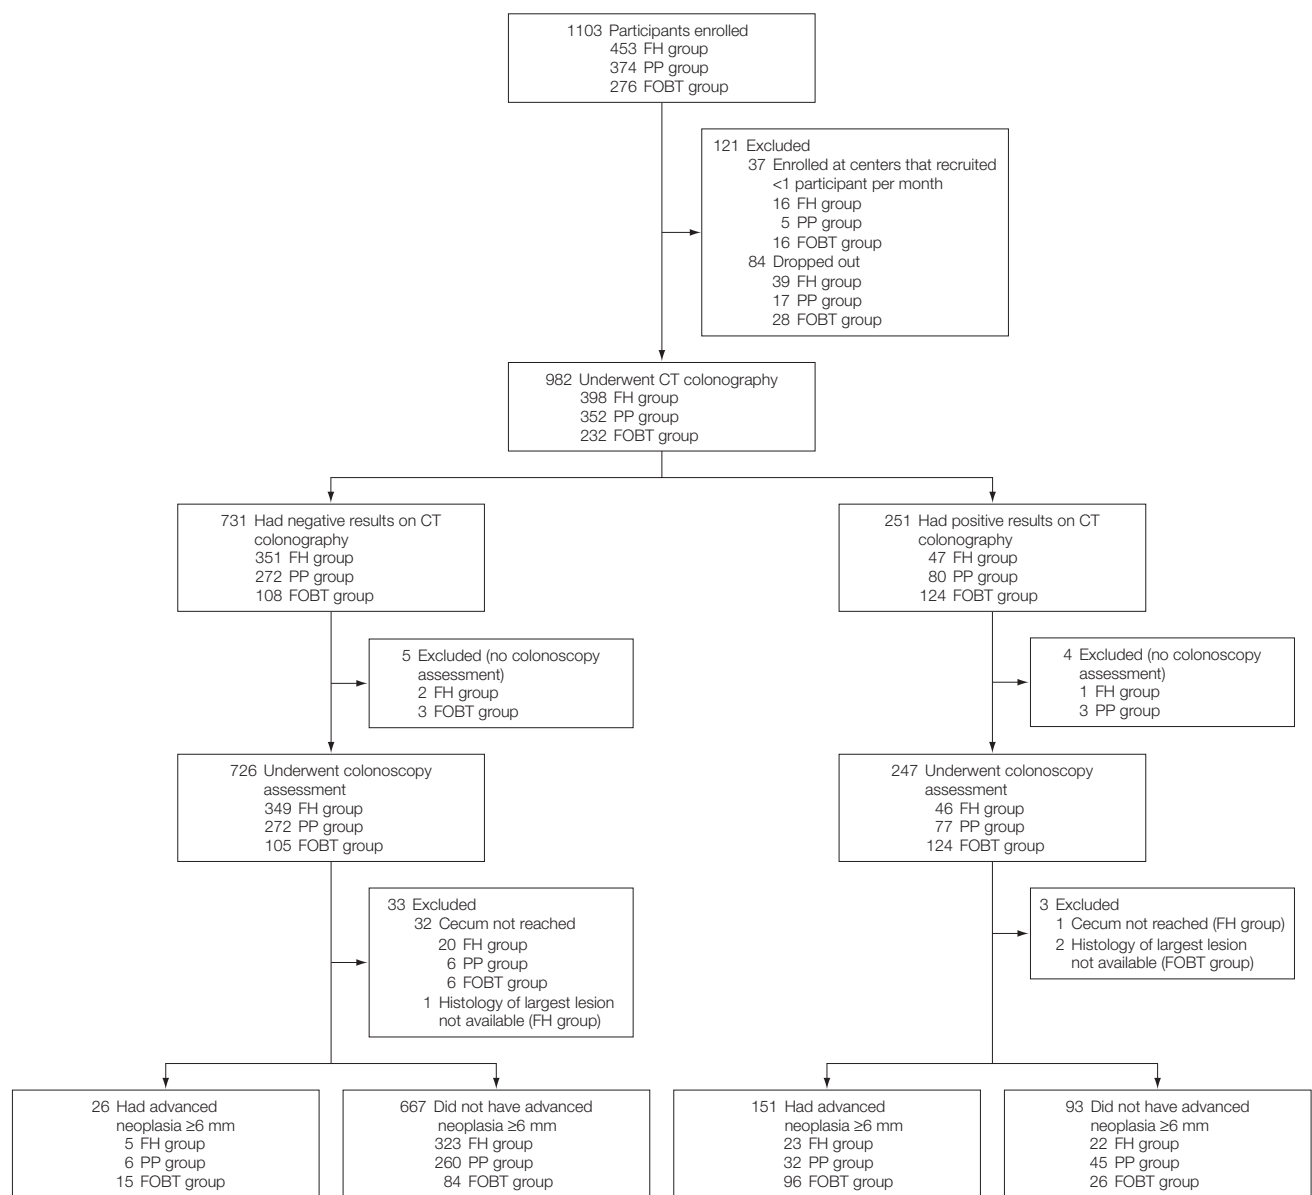 1103 Participants enrolled
453 FH group
374 PP group
276 FOBT group
121 Excluded
37 Enrolled at centers that recruited
<1 participant per month
16 FH group
5 PP group
16 FOBT group
84 Dropped out
39 FH group
17 PP group
28 FOBT group
982 Underwent CT colonography
398 FH group
352 PP group
232 FOBT group
731 Had negative results on CT
colonography
351 FH group
272 PP group
108 FOBT group
251 Had positive results on CT
colonography
47 FH group
80 PP group
124 FOBT group
5 Excluded (no colonoscopy
assessment)
2 FH group
3 FOBT group
4 Excluded (no colonoscopy
assessment)
1 FH group
3 PP group
726 Underwent colonoscopy
assessment
349 FH group
272 PP group
105 FOBT group
247 Underwent colonoscopy
assessment
46 FH group
77 PP group
124 FOBT group
33 Excluded
32 Cecum not reached
20 FH group
6 PP group
6 FOBT group
1 Histology of largest lesion
not available (FH group)
3 Excluded
1 Cecum not reached (FH group)
2 Histology of largest lesion
not available (FOBT group)
26 Had advanced
neoplasia ≥6 mm
5 FH group
6 PP group
15 FOBT group
667 Did not have advanced
neoplasia ≥6 mm
323 FH group
260 PP group
84 FOBT group
151 Had advanced
neoplasia ≥6 mm
23 FH group
32 PP group
96 FOBT group
93 Did not have advanced
neoplasia ≥6 mm
22 FH group
45 PP group
26 FOBT group